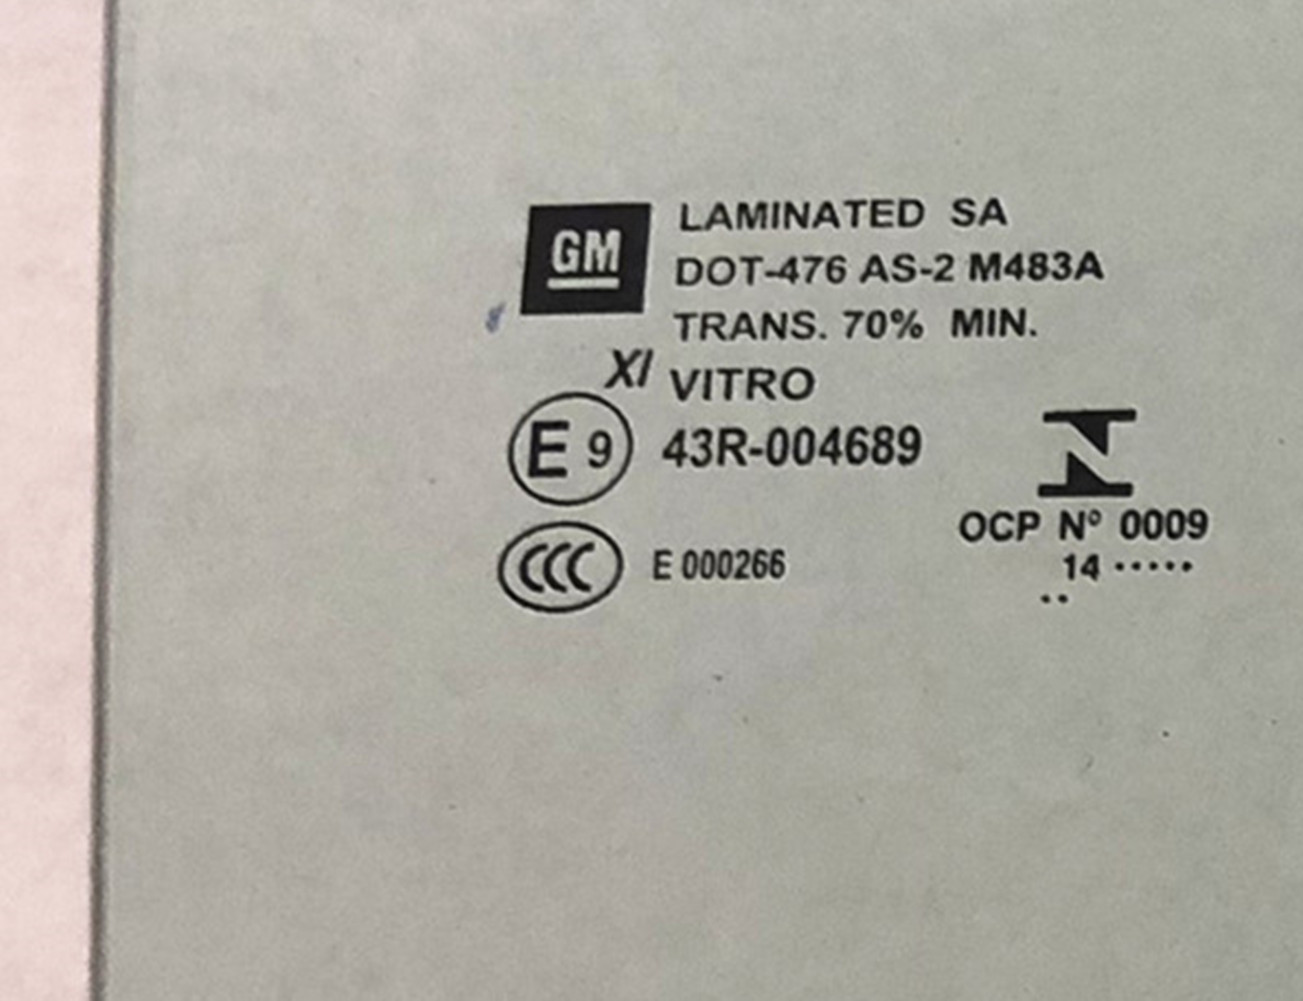 GM
LAMINATED SA
DOT-476 AS-2 M483A
TRANS. 70% MIN.
XI VITRO
E 9 43R-004689
OCP Nº 0009
CCC E 000266
14 ·····
··